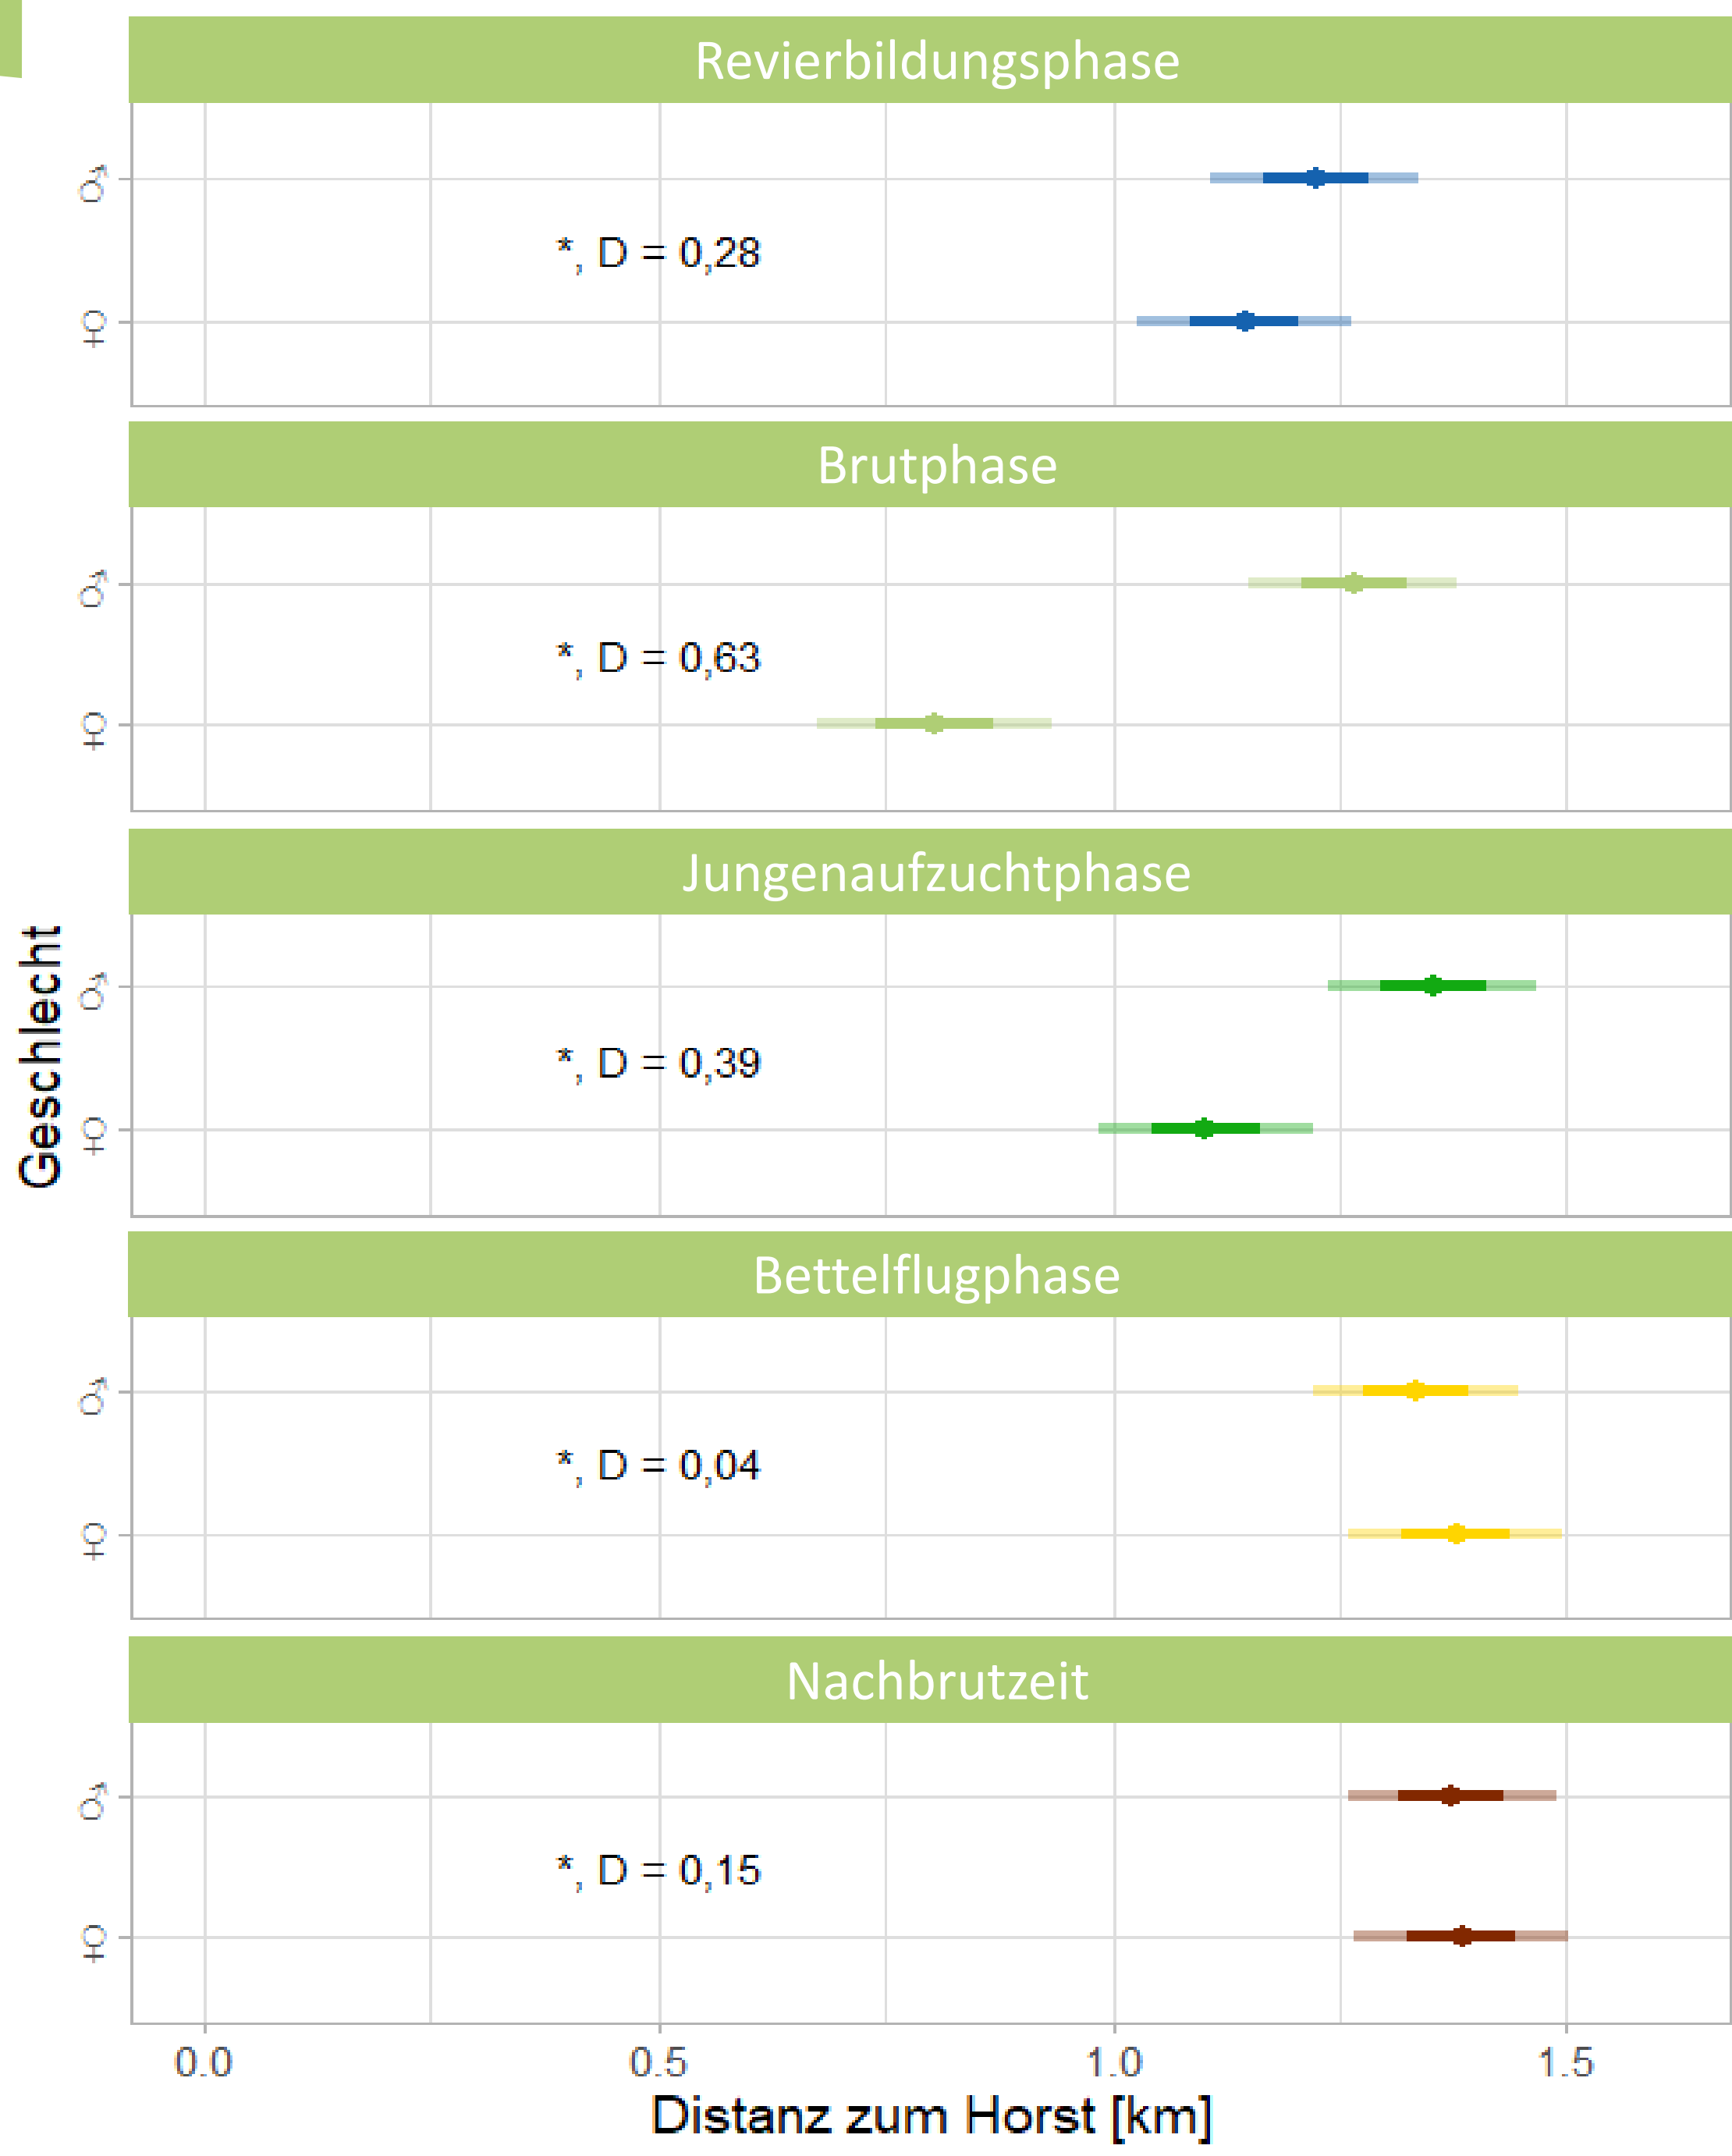 Revierbildungsphase
♂
*, D = 0,28
♀
Brutphase
♂
*, D = 0,63
♀
Jungenaufzuchtphase
♂
*, D = 0,39
♀
Geschlecht
Bettelflugphase
♂
*, D = 0,04
♀
Nachbrutzeit
♂
*, D = 0,15
♀
0.0 0.5 1.0 1.5
Distanz zum Horst [km]